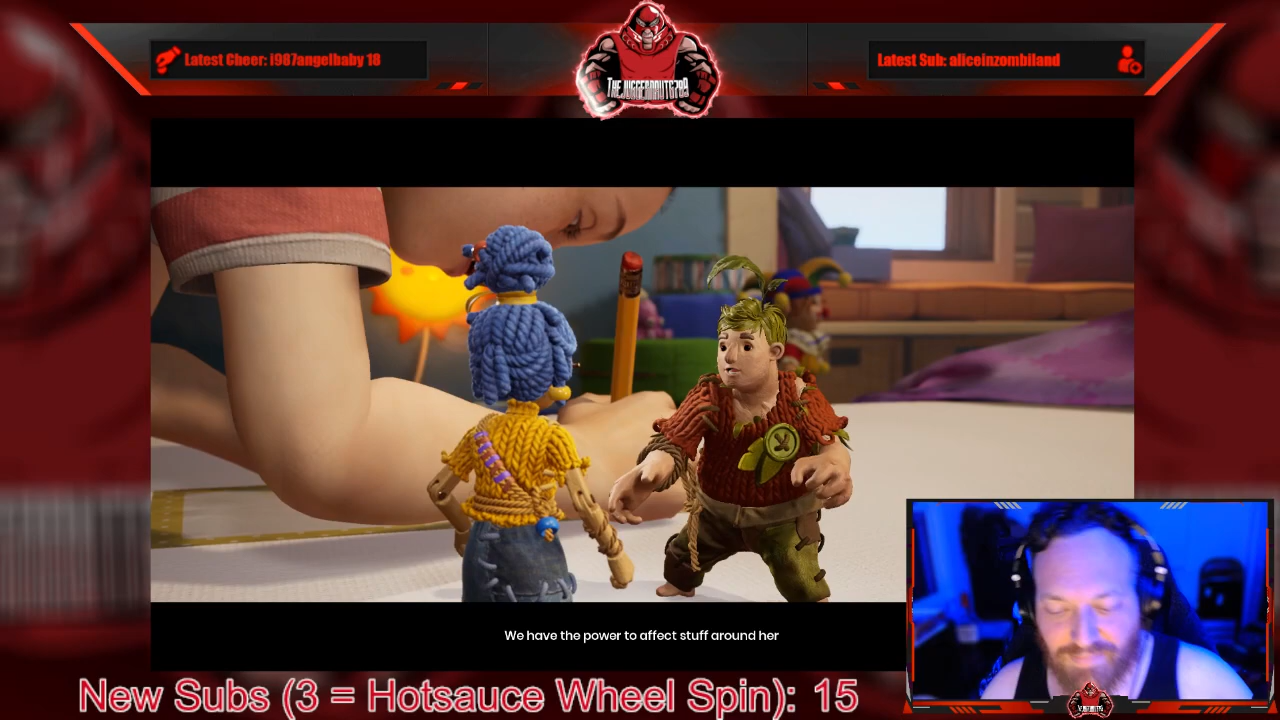 Latest Cheer: i987angelbaby 18
TheJuggernaut6789
Latest Sub: aliceinzombiland
We have the power to affect stuff around her
New Subs (3 = Hotsauce Wheel Spin): 15